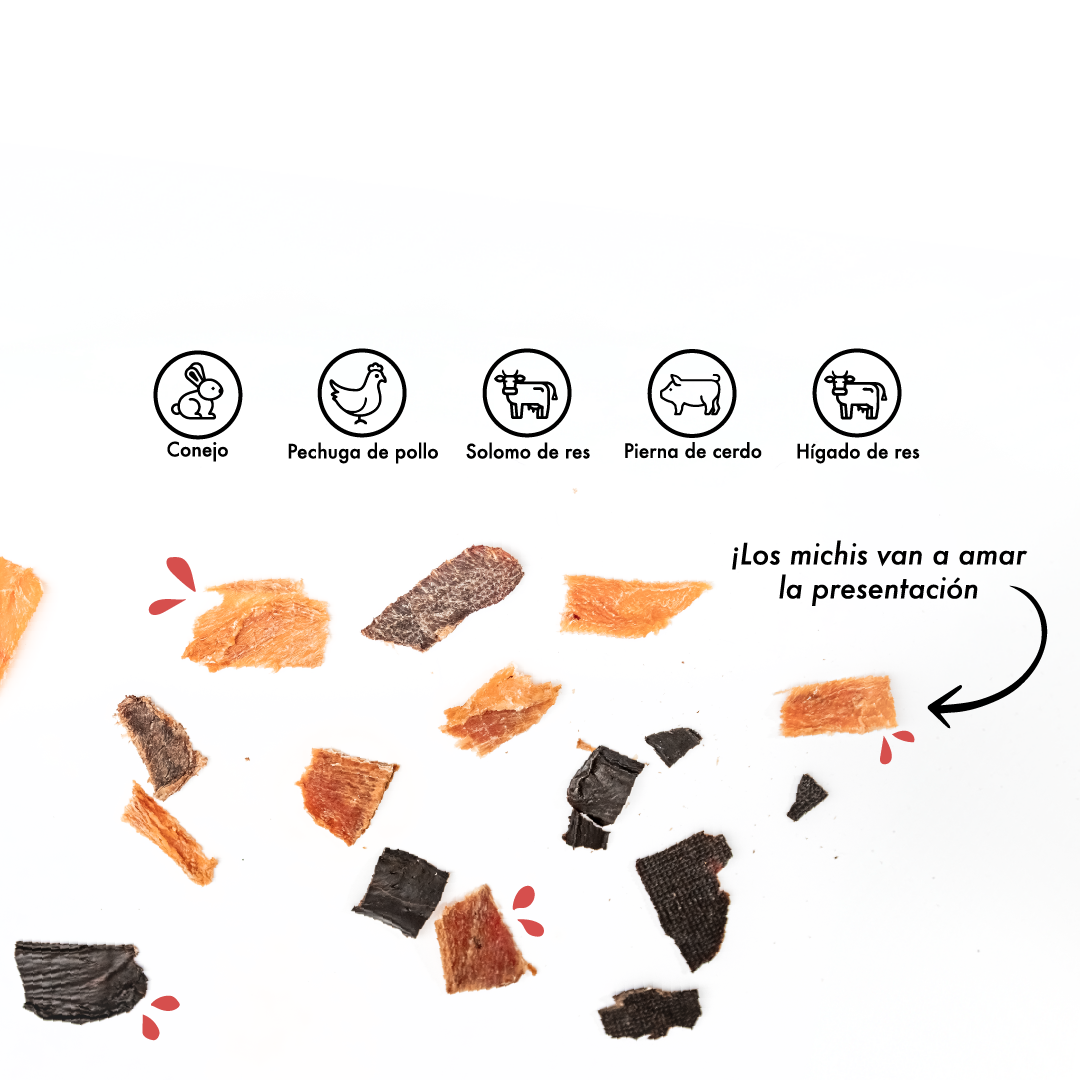 Conejo
Pechuga de pollo
Solomo de res
Pierna de cerdo
Hígado de res
¡Los michis van a amar
la presentación